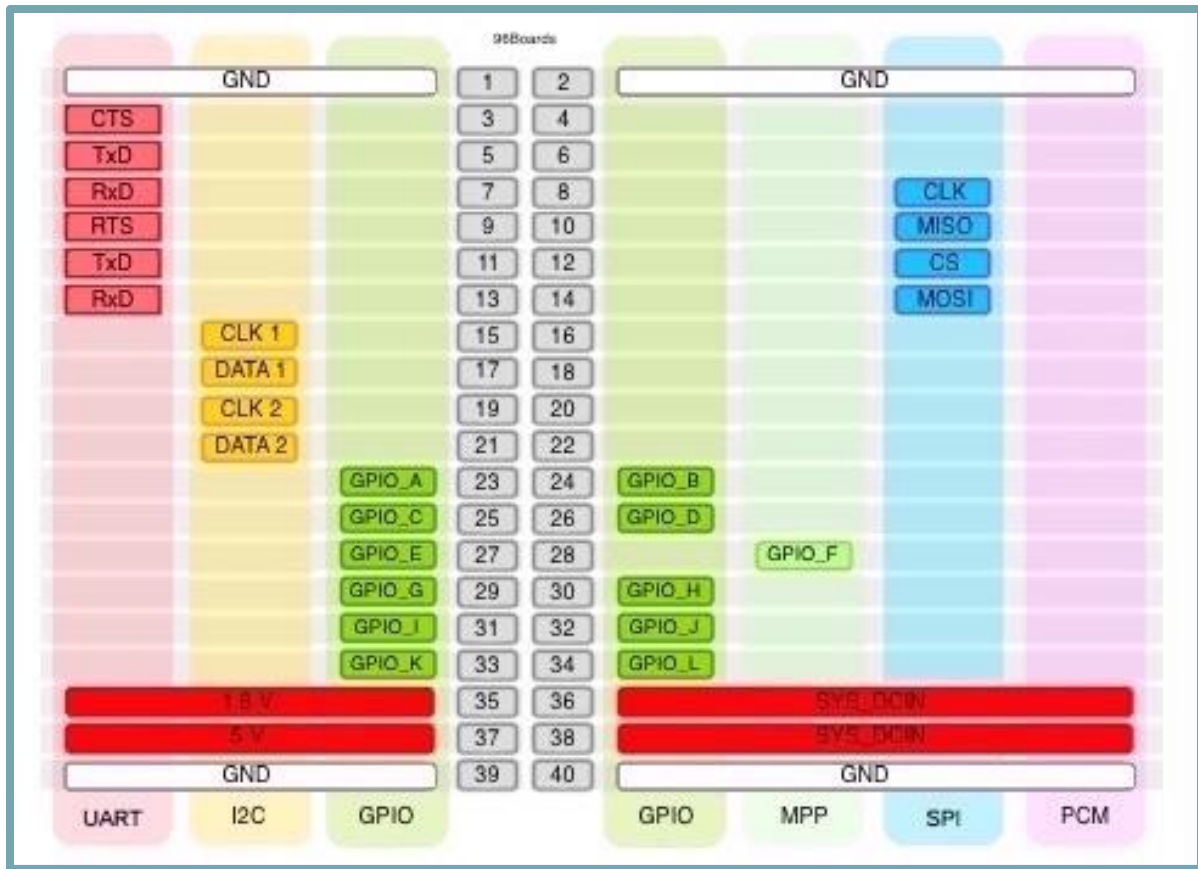 96Boards
GND 1 2 GND
CTS 3 4
TxD 5 6
RxD 7 8 CLK
RTS 9 10 MISO
TxD 11 12 CS
RxD 13 14 MOSI
CLK 1 15 16
DATA 1 17 18
CLK 2 19 20
DATA 2 21 22
GPIO_A 23 24 GPIO_B
GPIO_C 25 26 GPIO_D
GPIO_E 27 28 GPIO_F
GPIO_G 29 30 GPIO_H
GPIO_I 31 32 GPIO_J
GPIO_K 33 34 GPIO_L
1.8 V 35 36 SYS_DCIN
5 V 37 38 SYS_DCIN
GND 39 40 GND
UART I2C GPIO GPIO MPP SPI PCM